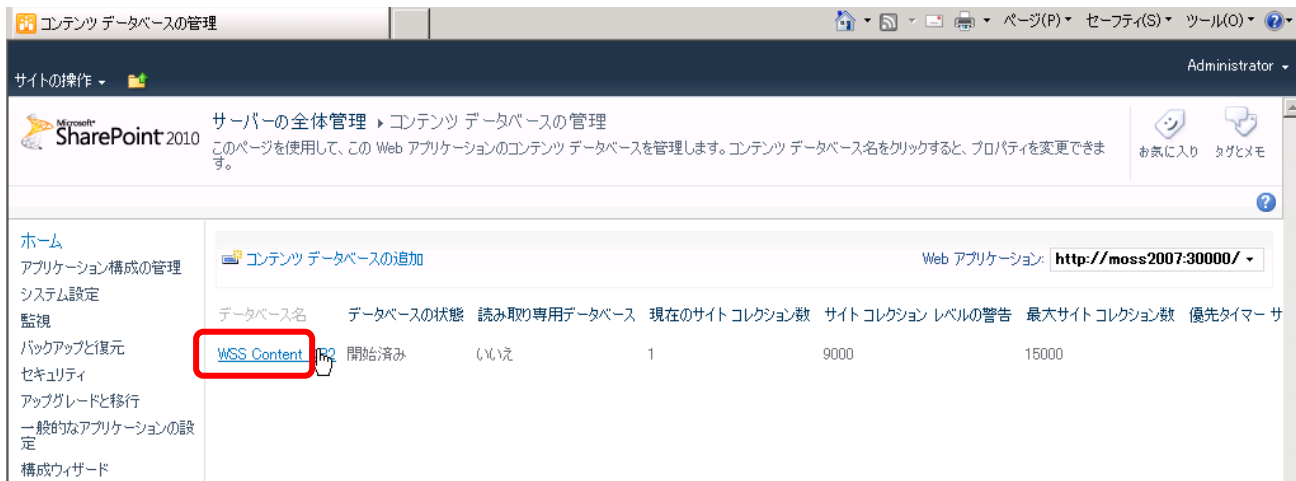 コンテンツ データベースの管理
ページ(P) セーフティ(S) ツール(O)
Administrator
サイトの操作
Microsoft
SharePoint 2010
サーバーの全体管理 コンテンツ データベースの管理
このページを使用して、この Web アプリケーションのコンテンツ データベースを管理します。コンテンツ データベース名をクリックすると、プロパティを変更できま
す。
お気に入り タグとメモ
ホーム
アプリケーション構成の管理
システム設定
監視
バックアップと復元
セキュリティ
アップグレードと移行
一般的なアプリケーションの設
定
構成ウィザード
コンテンツ データベースの追加
Web アプリケーション: http://moss2007:30000/
データベース名 データベースの状態 読み取り専用データベース 現在のサイト コレクション数 サイト コレクション レベルの警告 最大サイト コレクション数 優先タイマー サ
WSS Content 開始済み いいえ 1 9000 15000